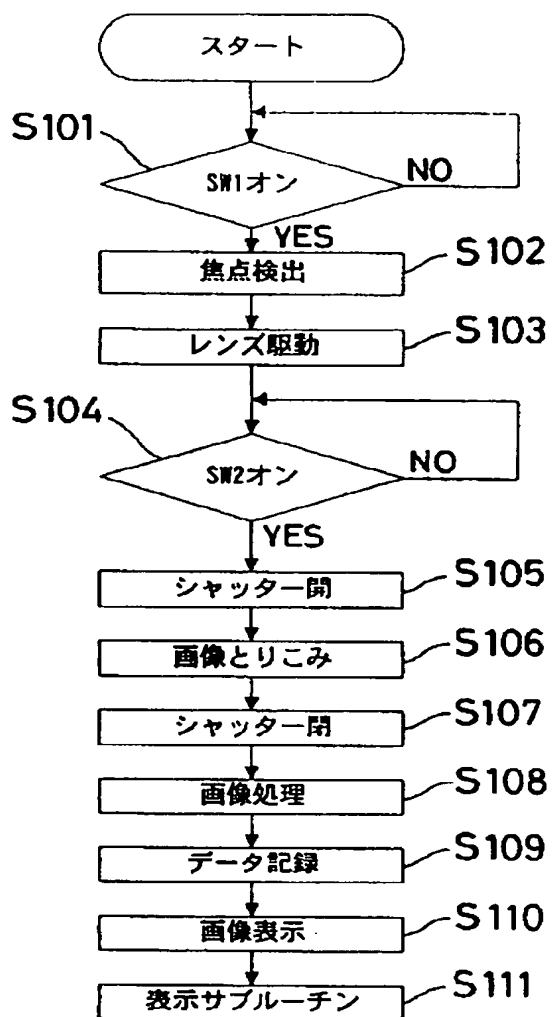 スタート
S101
SW1オン
NO
YES
焦点検出
S102
レンズ駆動
S103
S104
SW2オン
NO
YES
シャッター開
S105
画像とりこみ
S106
シャッター閉
S107
画像処理
S108
データ記録
S109
画像表示
S110
表示サブルーチン
S111